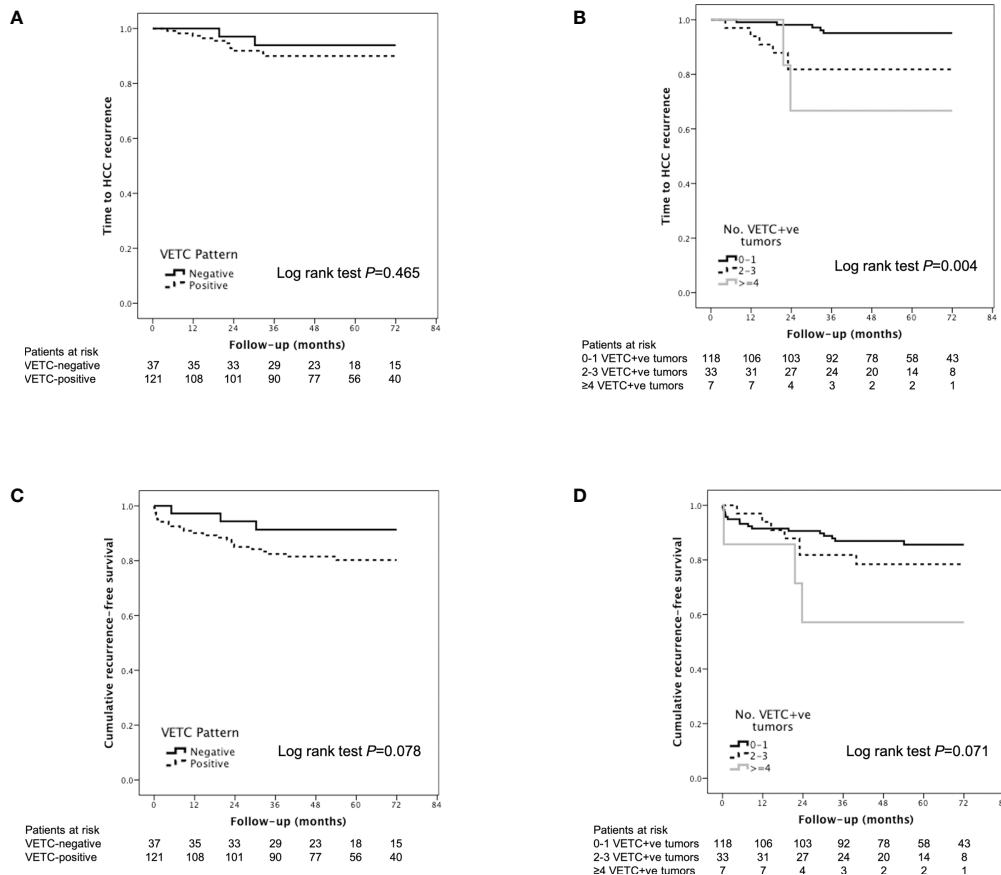 A
1.0
0.8
0.6
0.4
0.2
0.0
Time to HCC recurrence
VETC Pattern
Negative
Positive
Log rank test P=0.465
0 12 24 36 48 60 72 84
Follow-up (months)
Patients at risk
VETC-negative 37 35 33 29 23 18 15
VETC-positive 121 108 101 90 77 56 40
B
1.0
0.8
0.6
0.4
0.2
0.0
Time to HCC recurrence
No. VETC+ve
tumors
0-1
2-3
>=4
Log rank test P=0.004
0 12 24 36 48 60 72 84
Follow-up (months)
Patients at risk
0-1 VETC+ve tumors 118 106 103 92 78 58 43
2-3 VETC+ve tumors 33 31 27 24 20 14 8
≥4 VETC+ve tumors 7 7 4 3 2 2 1
C
1.0
0.8
0.6
0.4
0.2
0.0
Cumulative recurrence-free survival
VETC Pattern
Negative
Positive
Log rank test P=0.078
0 12 24 36 48 60 72 84
Follow-up (months)
Patients at risk
VETC-negative 37 35 33 29 23 18 15
VETC-positive 121 108 101 90 77 56 40
D
1.0
0.8
0.6
0.4
0.2
0.0
Cumulative recurrence-free survival
No. VETC+ve
tumors
0-1
2-3
>=4
Log rank test P=0.071
0 12 24 36 48 60 72 84
Follow-up (months)
Patients at risk
0-1 VETC+ve tumors 118 106 103 92 78 58 43
2-3 VETC+ve tumors 33 31 27 24 20 14 8
≥4 VETC+ve tumors 7 7 4 3 2 2 1